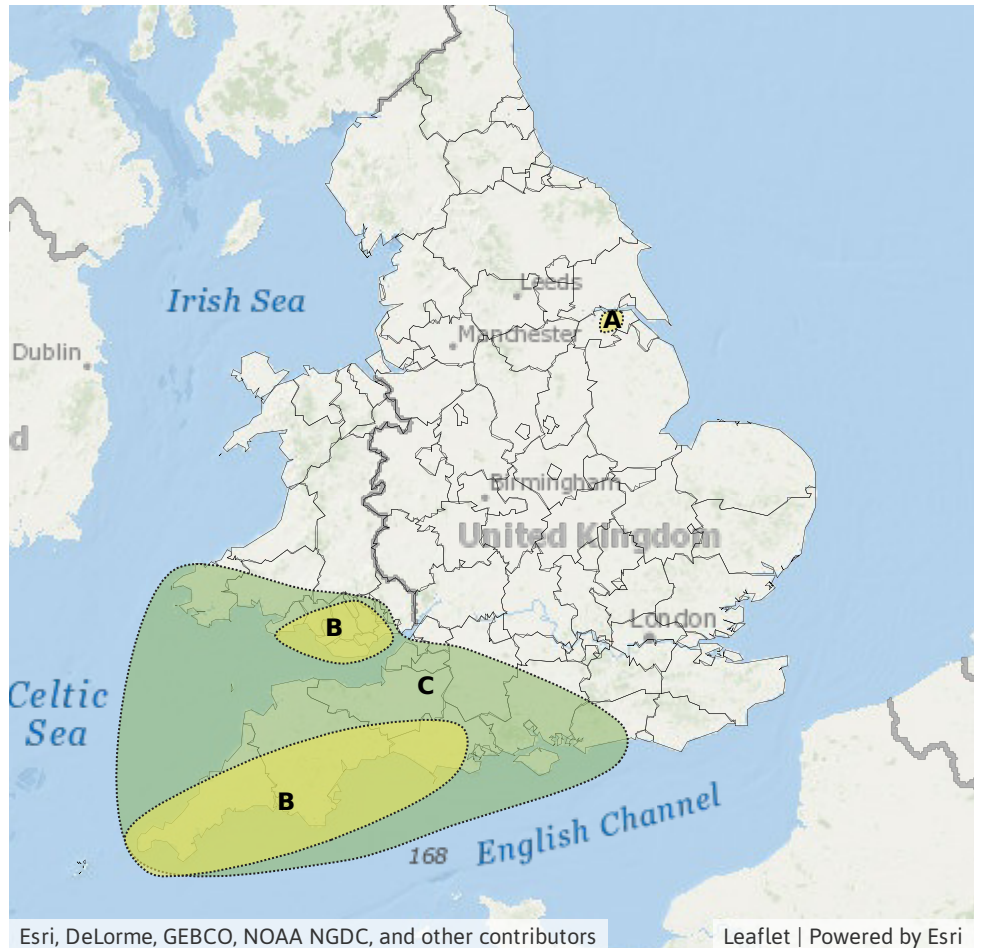 Leeds
Irish Sea
A
Manchester
Dublin
d
Birmingham
United Kingdom
London
B
C
Celtic
Sea
B
English Channel
168
Esri, DeLorme, GEBCO, NOAA NGDC, and other contributors
Leaflet | Powered by Esri